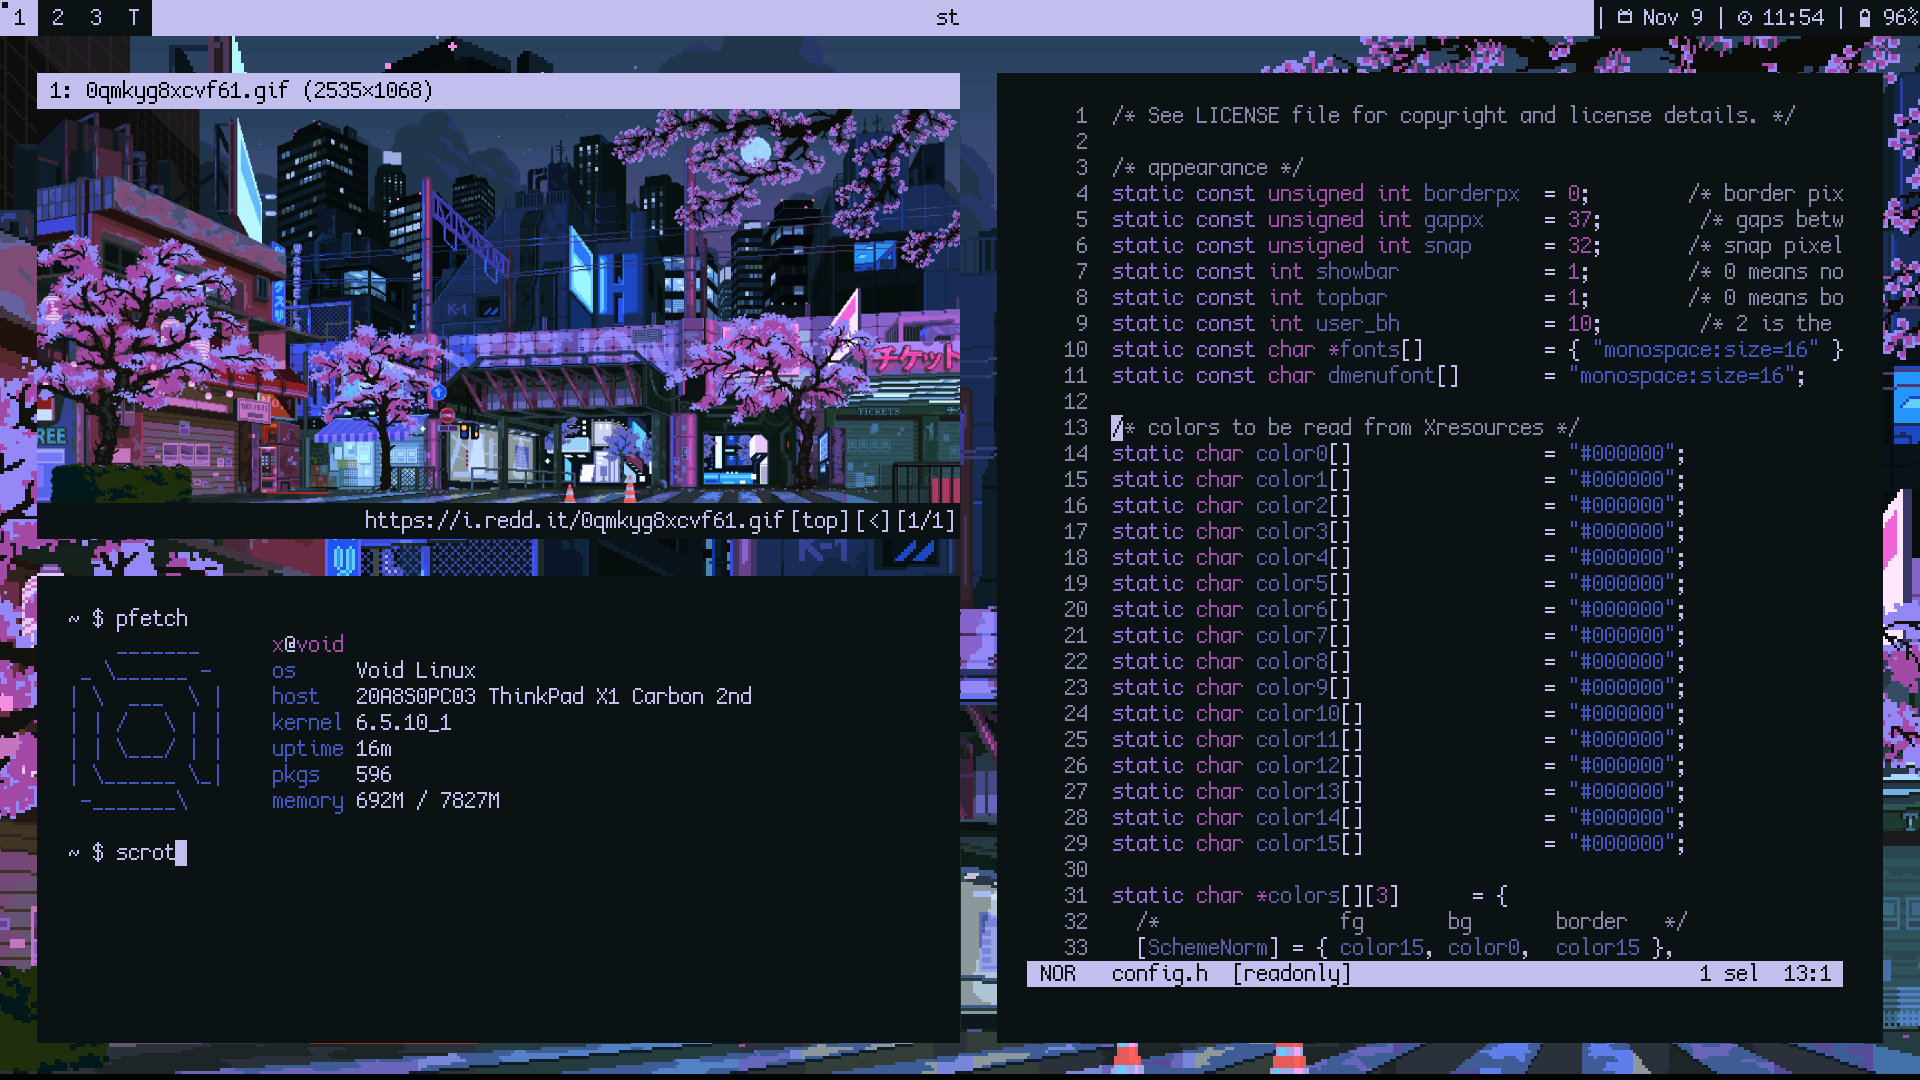 1 2 3 T st | Nov 9 | 11:54 | 96%
1: 0qmkyg8xcvf61.gif (2535×1068)
K-1
チケット
THIS FREE
TICKETS
REE
https://i.redd.it/0qmkyg8xcvf61.gif[top][<][1/1]
K-1
~ $ pfetch
x@void
os Void Linux
host 20A8S0PC03 ThinkPad X1 Carbon 2nd
kernel 6.5.10_1
uptime 16m
pkgs 596
memory 692M / 7827M
~ $ scrot
1 /* See LICENSE file for copyright and license details. */
2
3 /* appearance */
4 static const unsigned int borderpx = 0; /* border pix
5 static const unsigned int gappx = 37; /* gaps betw
6 static const unsigned int snap = 32; /* snap pixel
7 static const int showbar = 1; /* 0 means no
8 static const int topbar = 1; /* 0 means bo
9 static const int user_bh = 10; /* 2 is the
10 static const char *fonts[] = { "monospace:size=16" }
11 static const char dmenufont[] = "monospace:size=16";
12
13 /* colors to be read from Xresources */
14 static char color0[] = "#000000";
15 static char color1[] = "#000000";
16 static char color2[] = "#000000";
17 static char color3[] = "#000000";
18 static char color4[] = "#000000";
19 static char color5[] = "#000000";
20 static char color6[] = "#000000";
21 static char color7[] = "#000000";
22 static char color8[] = "#000000";
23 static char color9[] = "#000000";
24 static char color10[] = "#000000";
25 static char color11[] = "#000000";
26 static char color12[] = "#000000";
27 static char color13[] = "#000000";
28 static char color14[] = "#000000";
29 static char color15[] = "#000000";
30
31 static char *colors[][3] = {
32 /* fg bg border */
33 [SchemeNorm] = { color15, color0, color15 },
NOR config.h [readonly] 1 sel 13:1